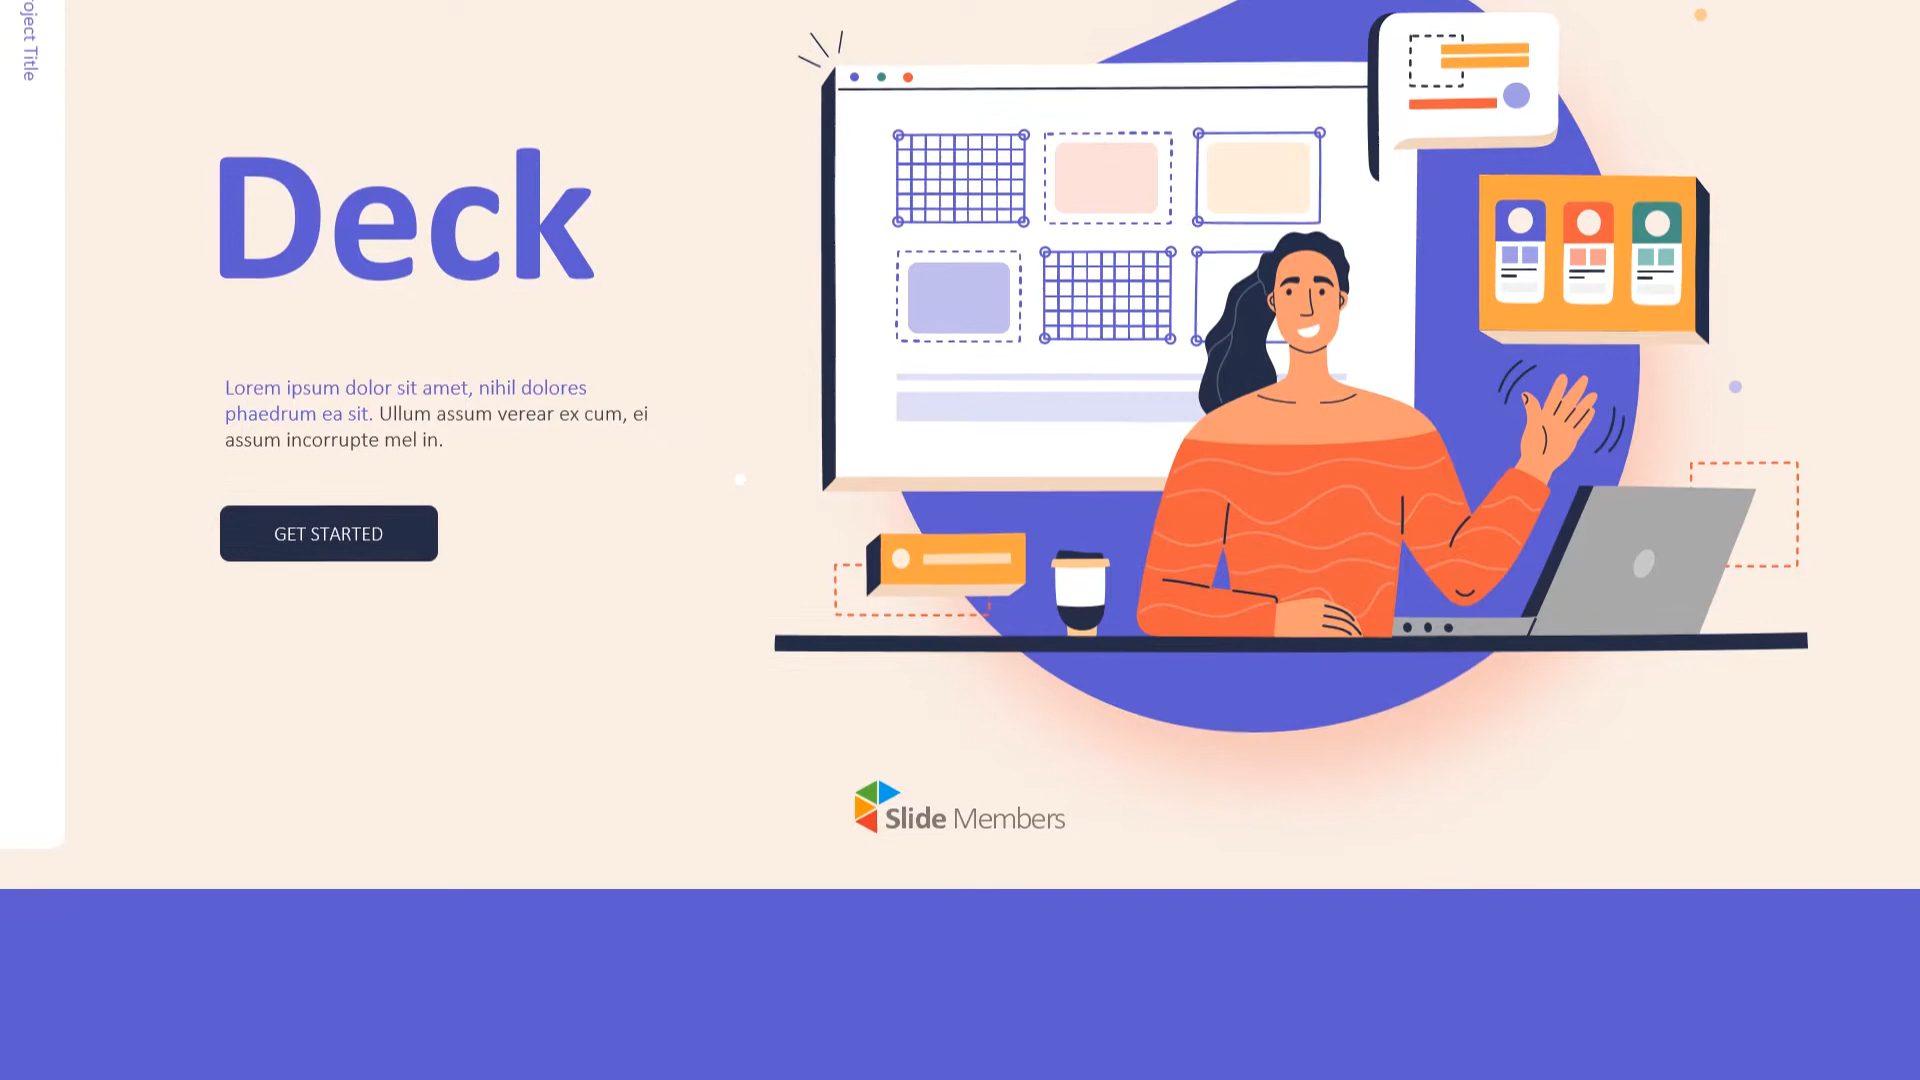 oject Title
Deck
Lorem ipsum dolor sit amet, nihil dolores
phaedrum ea sit. Ullum assum verear ex cum, ei
assum incorrupte mel in.
GET STARTED
Slide Members